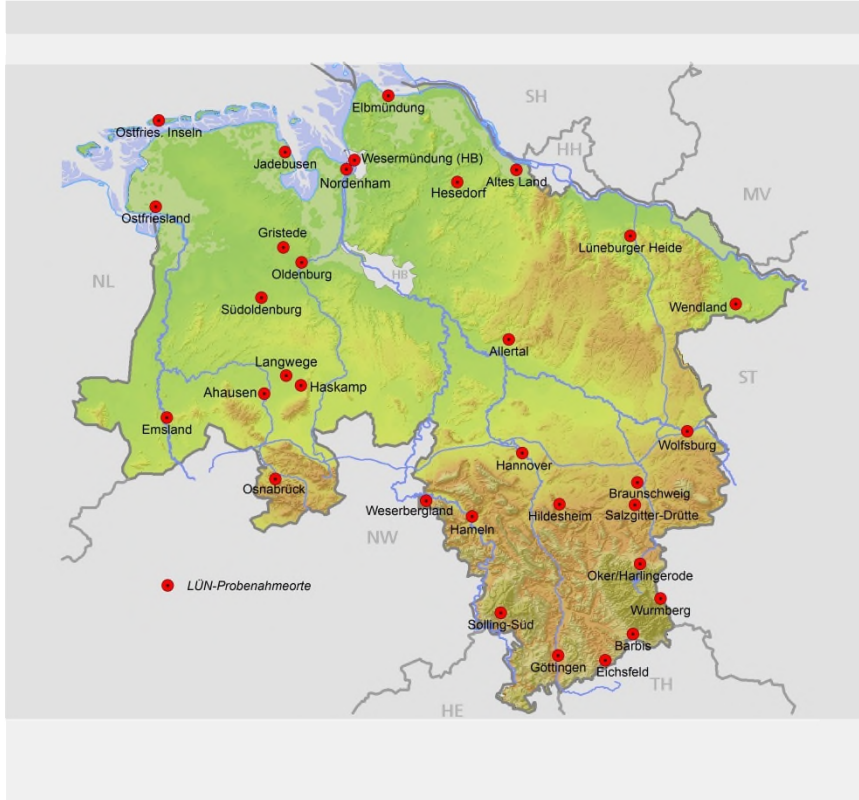 SH
Elbmündung
Ostfries. Inseln
HH
Jadebusen
Wesermündung (HB)
Nordenham
Altes Land
Hesedorf
MV
Ostfriesland
Gristede
Lüneburger Heide
Oldenburg
HB
NL
Südoldenburg
Wendland
Allertal
Langwege
Haskamp
Ahausen
ST
Emsland
Wolfsburg
Hannover
Osnabrück
Braunschweig
Weserbergland
Hildesheim
Salzgitter-Drütte
Hameln
NW
Oker/Harlingerode
LÜN-Probenahmeorte
Wurmberg
Solling-Süd
Barbis
Göttingen
Eichsfeld
TH
HE